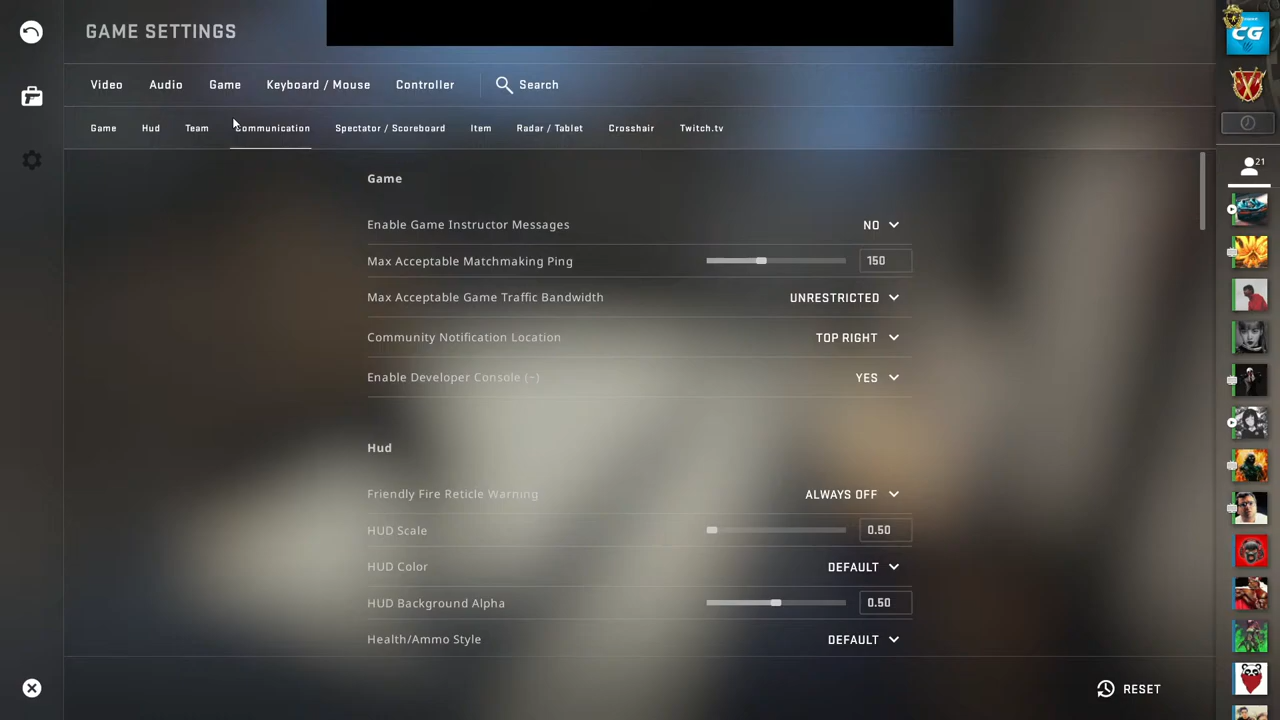 GAME SETTINGS
Video Audio Game Keyboard / Mouse Controller Search
Game Hud Team Communication Spectator / Scoreboard Item Radar / Tablet Crosshair Twitch.tv
Game
Enable Game Instructor Messages NO
Max Acceptable Matchmaking Ping 150
Max Acceptable Game Traffic Bandwidth UNRESTRICTED
Community Notification Location TOP RIGHT
Enable Developer Console (~) YES
Hud
Friendly Fire Reticle Warning ALWAYS OFF
HUD Scale 0.50
HUD Color DEFAULT
HUD Background Alpha 0.50
Health/Ammo Style DEFAULT
RESET
CG
21